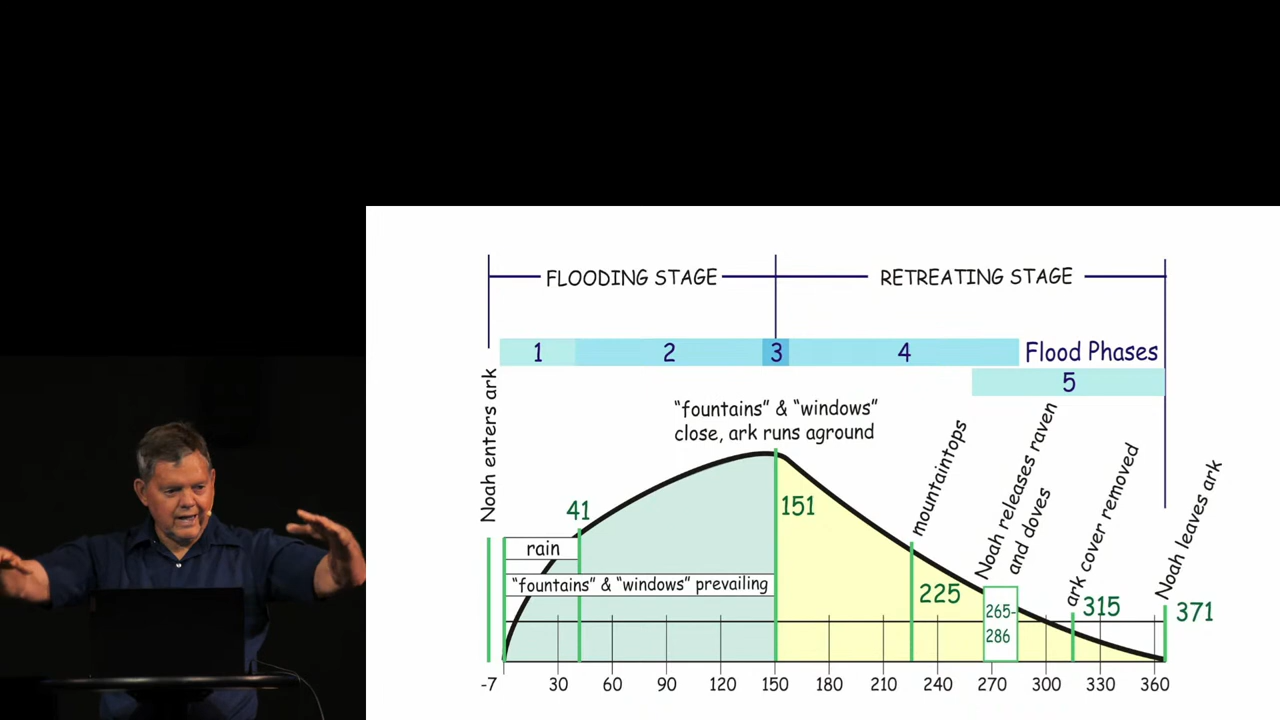 FLOODING STAGE
RETREATING STAGE
1
2
3
4
Flood Phases
5
Noah enters ark
"fountains" & "windows"
close, ark runs aground
mountaintops
Noah releases raven
and doves
ark cover removed
Noah leaves ark
41
151
rain
"fountains" & "windows" prevailing
225
265-
286
315
371
-7
30
60
90
120
150
180
210
240
270
300
330
360